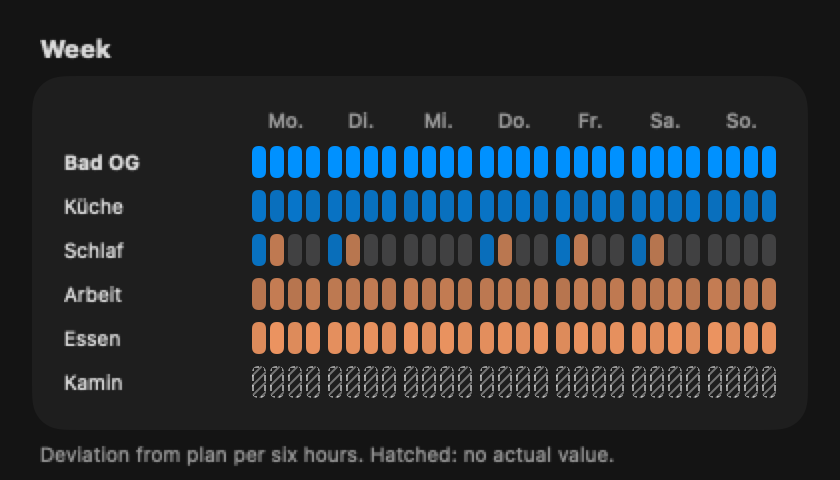 Week
Mo. Di. Mi. Do. Fr. Sa. So.
Bad OG
Küche
Schlaf
Arbeit
Essen
Kamin
Deviation from plan per six hours. Hatched: no actual value.